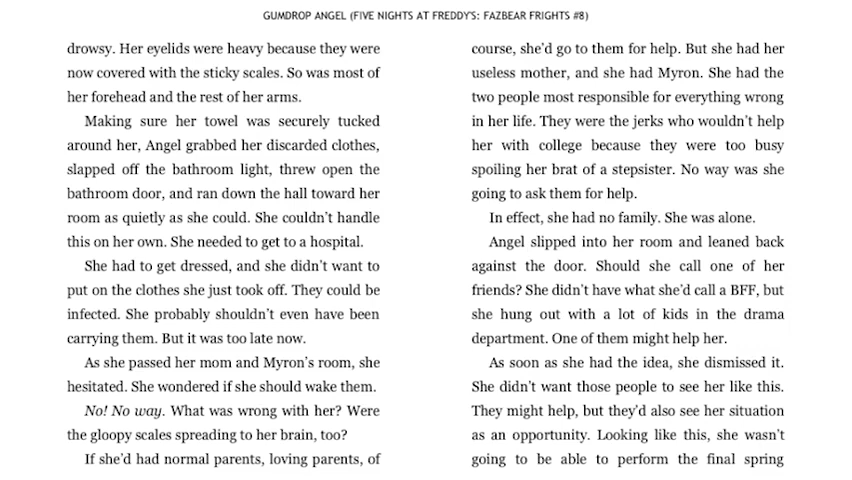 GUMDROP ANGEL (FIVE NIGHTS AT FREDDY'S: FAZBEAR FRIGHTS #8)
drowsy. Her eyelids were heavy because they were
now covered with the sticky scales. So was most of
her forehead and the rest of her arms.
Making sure her towel was securely tucked
around her, Angel grabbed her discarded clothes,
slapped off the bathroom light, threw open the
bathroom door, and ran down the hall toward her
room as quietly as she could. She couldn't handle
this on her own. She needed to get to a hospital.
She had to get dressed, and she didn't want to
put on the clothes she just took off. They could be
infected. She probably shouldn't even have been
carrying them. But it was too late now.
As she passed her mom and Myron's room, she
hesitated. She wondered if she should wake them.
No! No way. What was wrong with her? Were
the gloopy scales spreading to her brain, too?
If she'd had normal parents, loving parents, of
course, she'd go to them for help. But she had her
useless mother, and she had Myron. She had the
two people most responsible for everything wrong
in her life. They were the jerks who wouldn't help
her with college because they were too busy
spoiling her brat of a stepsister. No way was she
going to ask them for help.
In effect, she had no family. She was alone.
Angel slipped into her room and leaned back
against the door. Should she call one of her
friends? She didn't have what she'd call a BFF, but
she hung out with a lot of kids in the drama
department. One of them might help her.
As soon as she had the idea, she dismissed it.
She didn't want those people to see her like this.
They might help, but they'd also see her situation
as an opportunity. Looking like this, she wasn't
going to be able to perform the final spring